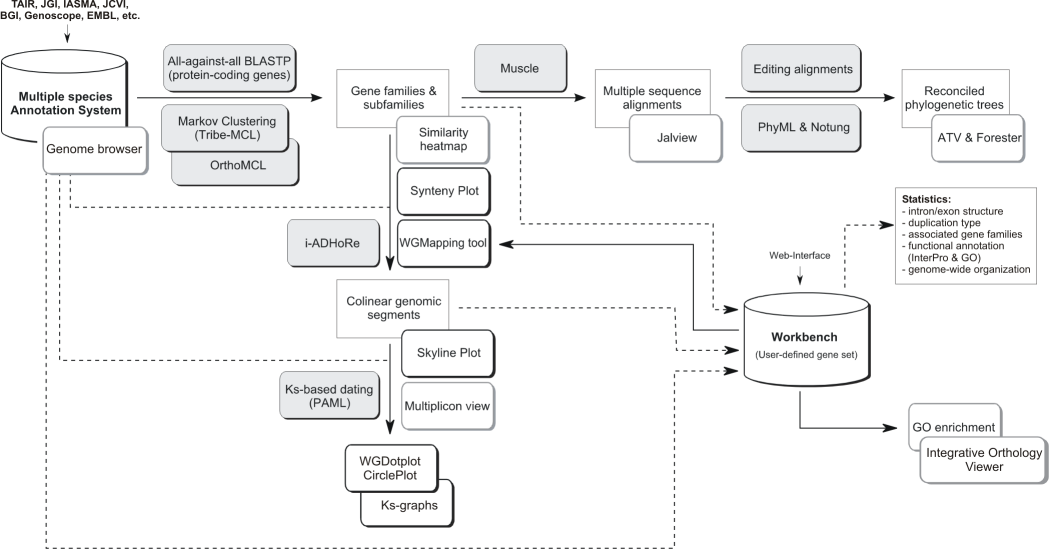 TAIR, JGI, IASMA, JCVI,
BGI, Genoscope, EMBL, etc.
Multiple species
Annotation System
Genome browser
All-against-all BLASTP
(protein-coding genes)
Markov Clustering
(Tribe-MCL)
OrthoMCL
Gene families &
subfamilies
Similarity
heatmap
Synteny Plot
WGMapping tool
i-ADHoRe
Muscle
Multiple sequence
alignments
Jalview
Editing alignments
PhyML & Notung
Reconciled
phylogenetic trees
ATV & Forester
Statistics:
- intron/exon structure
- duplication type
- associated gene families
- functional annotation
(InterPro & GO)
- genome-wide organization
Web-Interface
Workbench
(User-defined gene set)
Colinear genomic
segments
Skyline Plot
Ks-based dating
(PAML)
Multiplicon view
WGDotplot
CirclePlot
Ks-graphs
GO enrichment
Integrative Orthology
Viewer